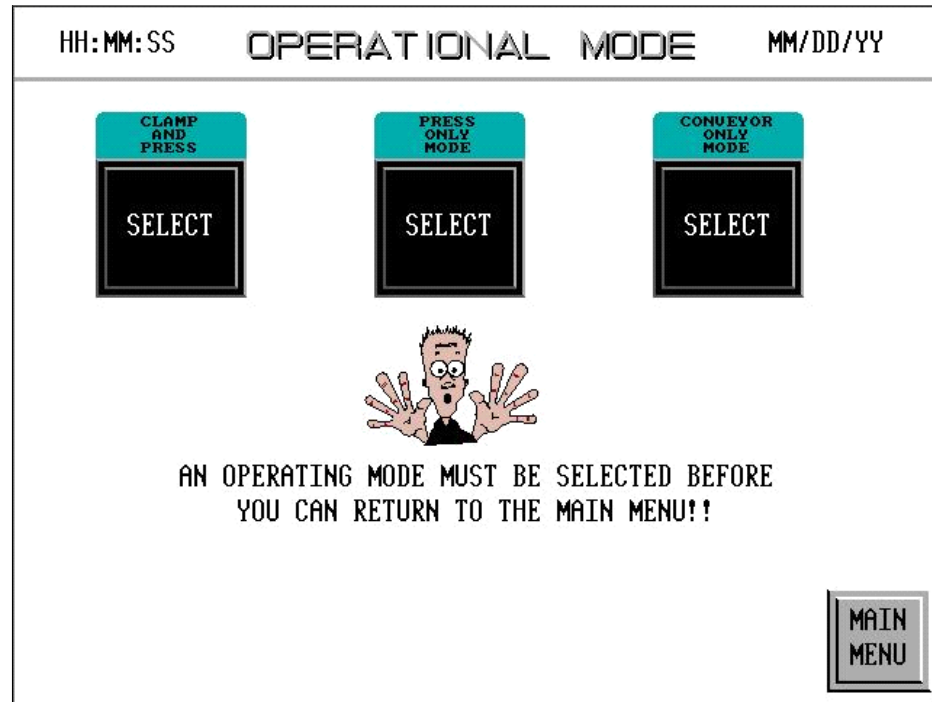 HH:MM:SS OPERATIONAL MODE MM/DD/YY
CLAMP
AND
PRESS
SELECT
PRESS
ONLY
MODE
SELECT
CONVEYOR
ONLY
MODE
SELECT
AN OPERATING MODE MUST BE SELECTED BEFORE
YOU CAN RETURN TO THE MAIN MENU!!
MAIN
MENU